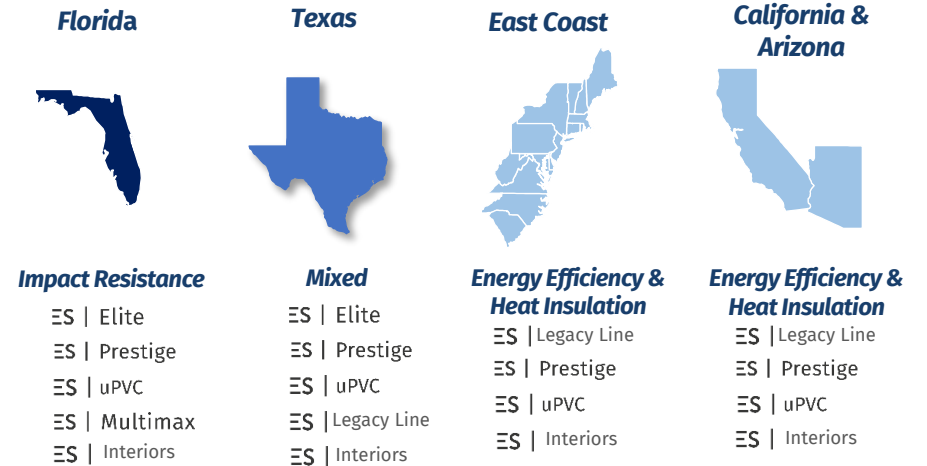 Florida
Impact Resistance
ES | Elite
ES | Prestige
ES | uPVC
ES | Multimax
ES | Interiors
Texas
Mixed
ES | Elite
ES | Prestige
ES | uPVC
ES | Legacy Line
ES | Interiors
East Coast
Energy Efficiency &
Heat Insulation
ES | Legacy Line
ES | Prestige
ES | uPVC
ES | Interiors
California &
Arizona
Energy Efficiency &
Heat Insulation
ES | Legacy Line
ES | Prestige
ES | uPVC
ES | Interiors